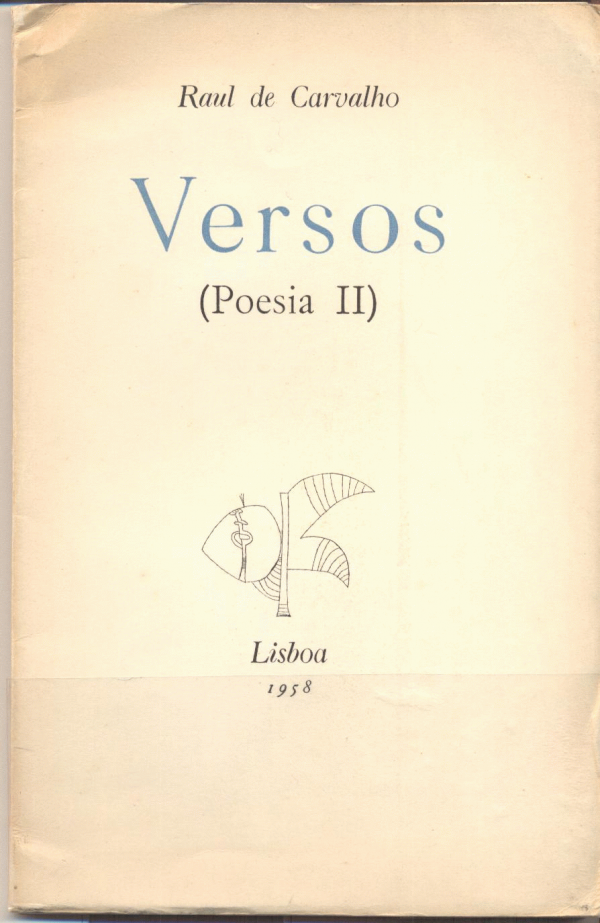 Raul de Carvalho
Versos
(Poesia II)
Lisboa
1958